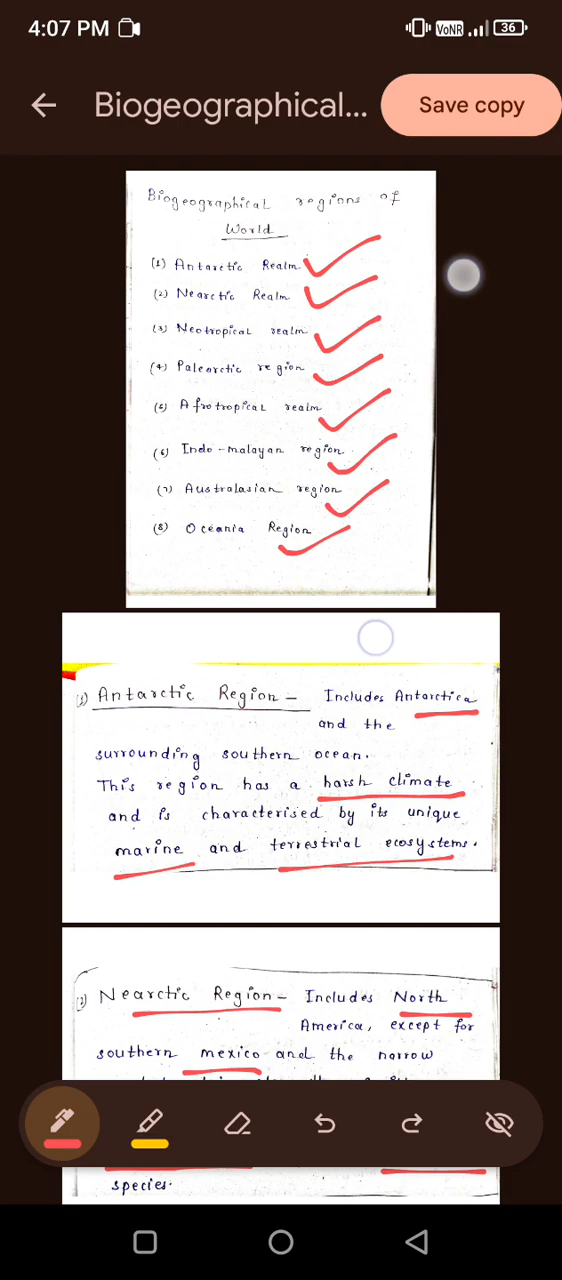 4:07 PM
VoNR
36
Biogeographical...
Save copy
Biogeographical regions of
World
(1) Antarctic Realm
(2) Nearctic Realm
(3) Neotropical realm
(4) Palearctic region
(5) Afrotropical realm
(6) Indo-malayan region
(7) Australasian region
(8) Oceania Region
(1) Antarctic Region - Includes Antarctica
and the
surrounding southern ocean.
This region has a harsh climate
and is characterised by its unique
marine and terrestrial ecosystems.
Nearctic Region - Includes North
America, except for
southern mexico and the narrow
species.